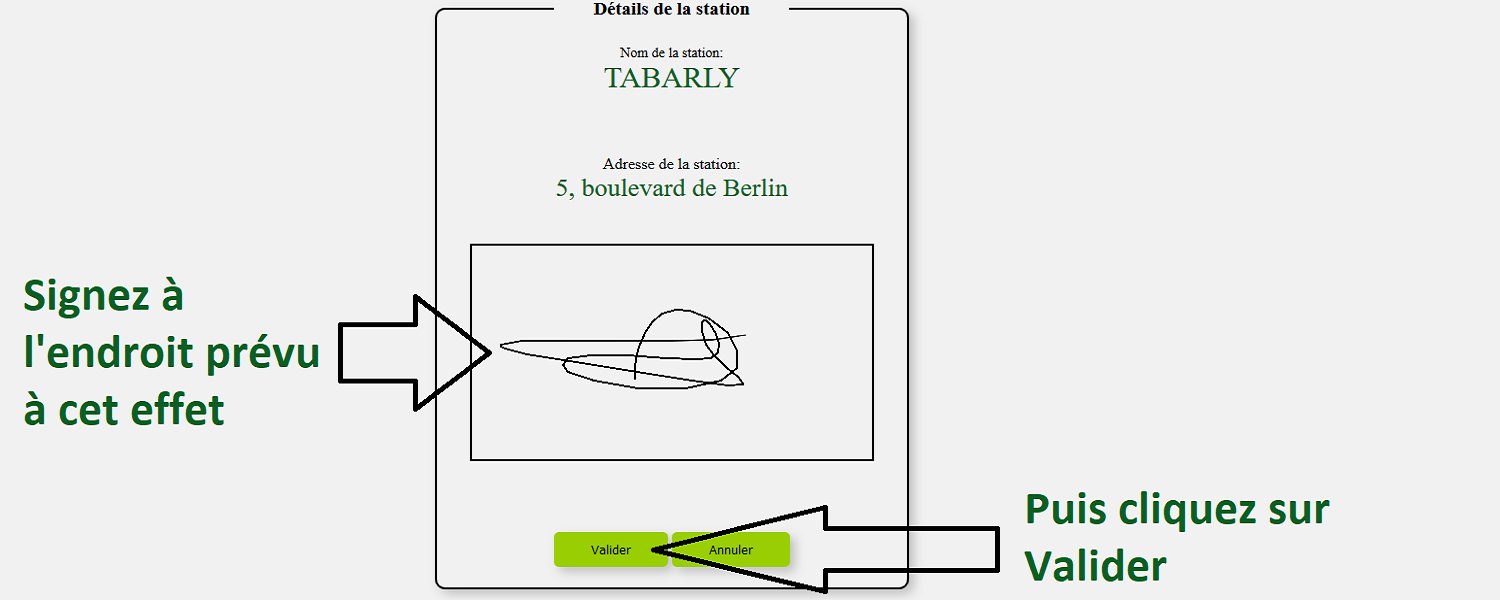 Détails de la station
Nom de la station:
TABARLY
Adresse de la station:
5, boulevard de Berlin
Signez à
l'endroit prévu
à cet effet
Valider
Annuler
Puis cliquez sur
Valider